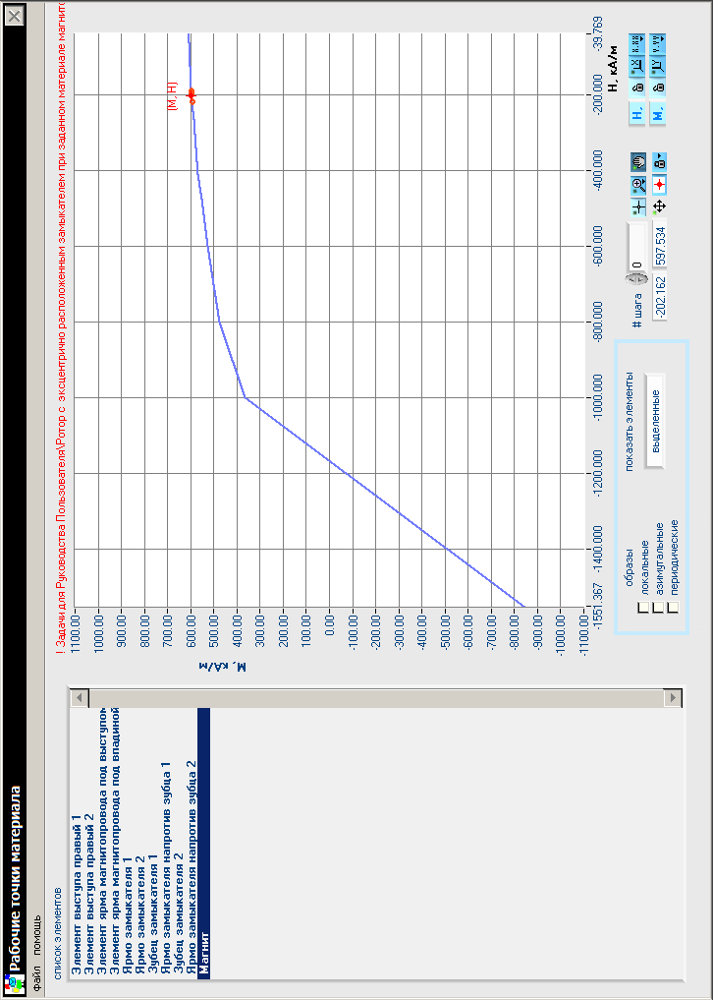 Рабочие точки материала
файл помощь
список элементов
Элемент выступа правый 1
Элемент выступа правый 2
Элемент ярма магнитопровода под выступом
Элемент ярма магнитопровода под впадиной
Ярмо замыкателя 1
Ярмо замыкателя 2
Зубец замыкателя 1
Ярмо замыкателя напротив зубца 1
Зубец замыкателя 2
Ярмо замыкателя напротив зубца 2
Магнит
! Задачи для Руководства Пользователя\Ротор с эксцентрично расположенным замыкателем при заданном материале магнито
M, кА/м
1100.00
1000.00
900.00
800.00
700.00
600.00
500.00
400.00
300.00
200.00
100.00
0.00
-100.00
-200.00
-300.00
-400.00
-500.00
-600.00
-700.00
-800.00
-900.00
-1000.00
-1100.00
[M, H]
-1551.367
-1400.000
-1200.000
-1000.000
-800.000
-600.000
-400.000
-200.000
-39.769
H, кА/м
образы
локальные
азимутальные
периодические
показать элементы
выделенные
# шага
0
-202.162
597.534
H,
X
X.XX
M,
Y
Y.YY